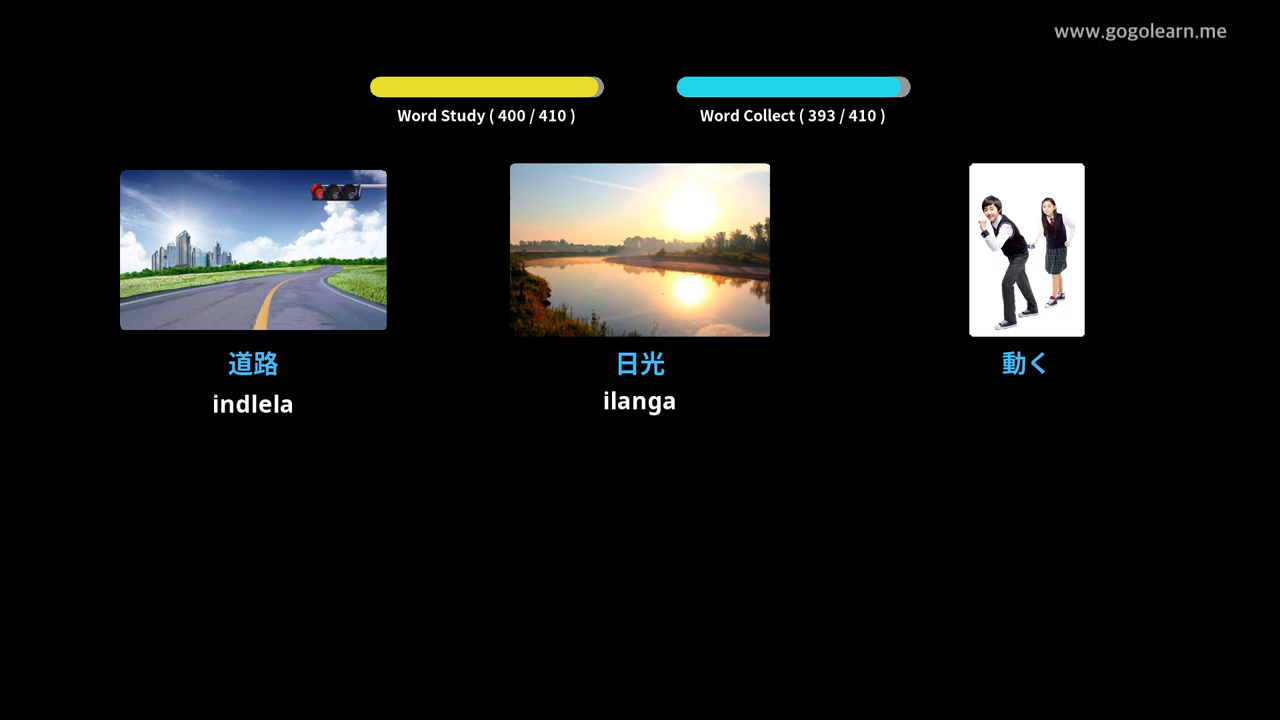 www.gogolearn.me
Word Study ( 400 / 410 )
Word Collect ( 393 / 410 )
道路
日光
動く
indlela
ilanga